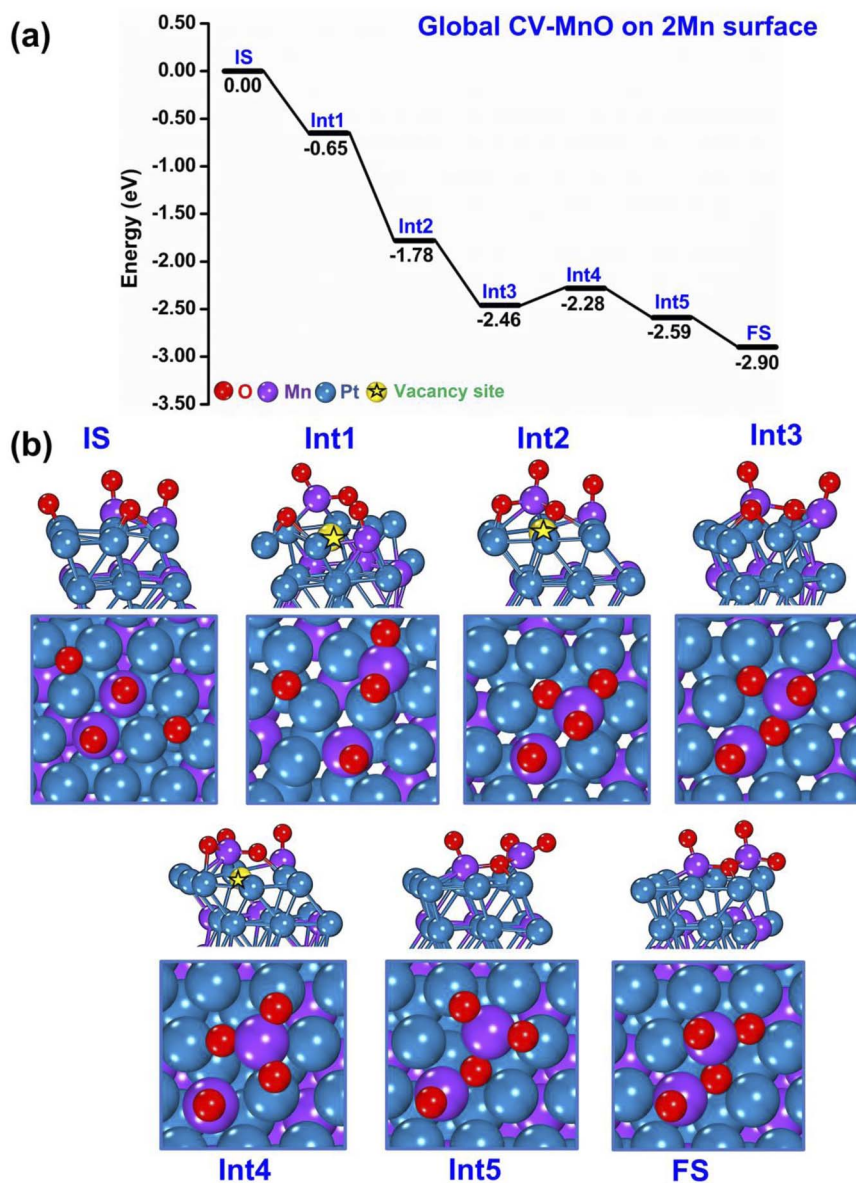 (a)
Global CV-MnO on 2Mn surface
Energy (eV)
0.50
0.00
-0.50
-1.00
-1.50
-2.00
-2.50
-3.00
-3.50
IS
0.00
Int1
-0.65
Int2
-1.78
Int3
-2.46
Int4
-2.28
Int5
-2.59
FS
-2.90
O Mn Pt Vacancy site
(b)
IS Int1 Int2 Int3
Int4 Int5 FS